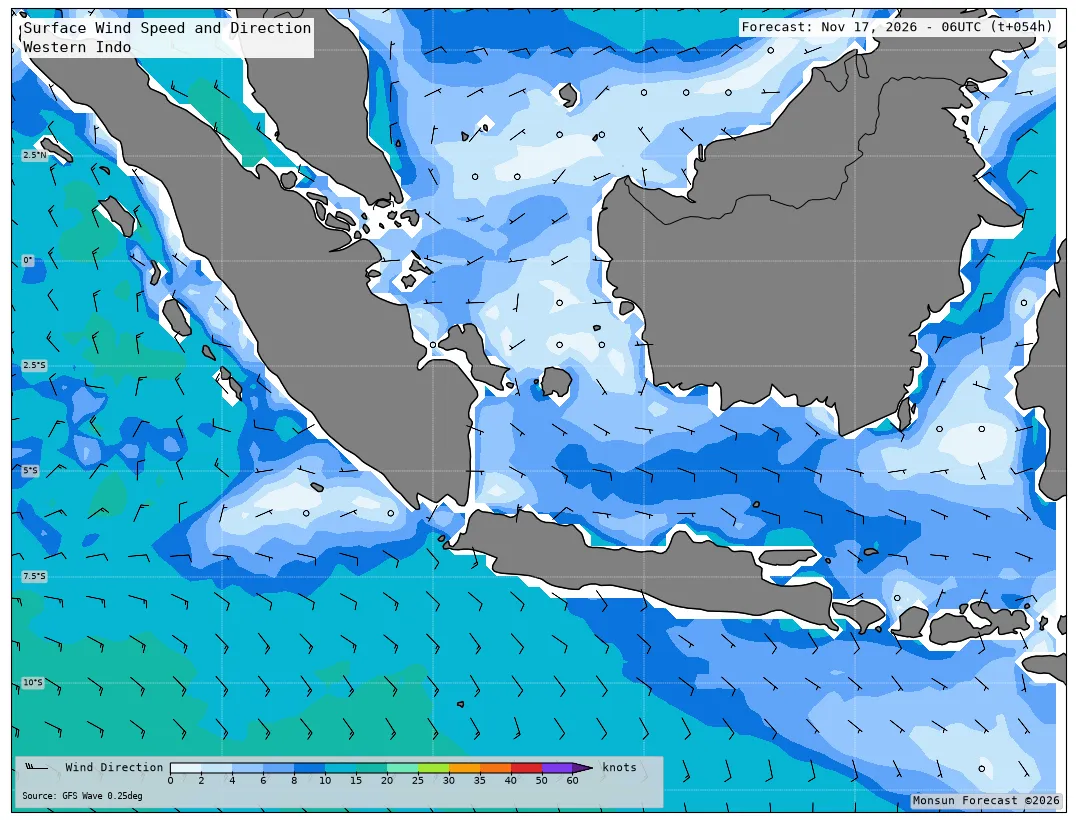 Surface Wind Speed and Direction
Western Indo
Forecast: Nov 17, 2026 - 06UTC (t+054h)
2.5°N
0°
2.5°S
5°S
7.5°S
10°S
Wind Direction
0 2 4 6 8 10 15 20 25 30 35 40 50 60
knots
Source: GFS Wave 0.25deg
Monsun Forecast ©2026